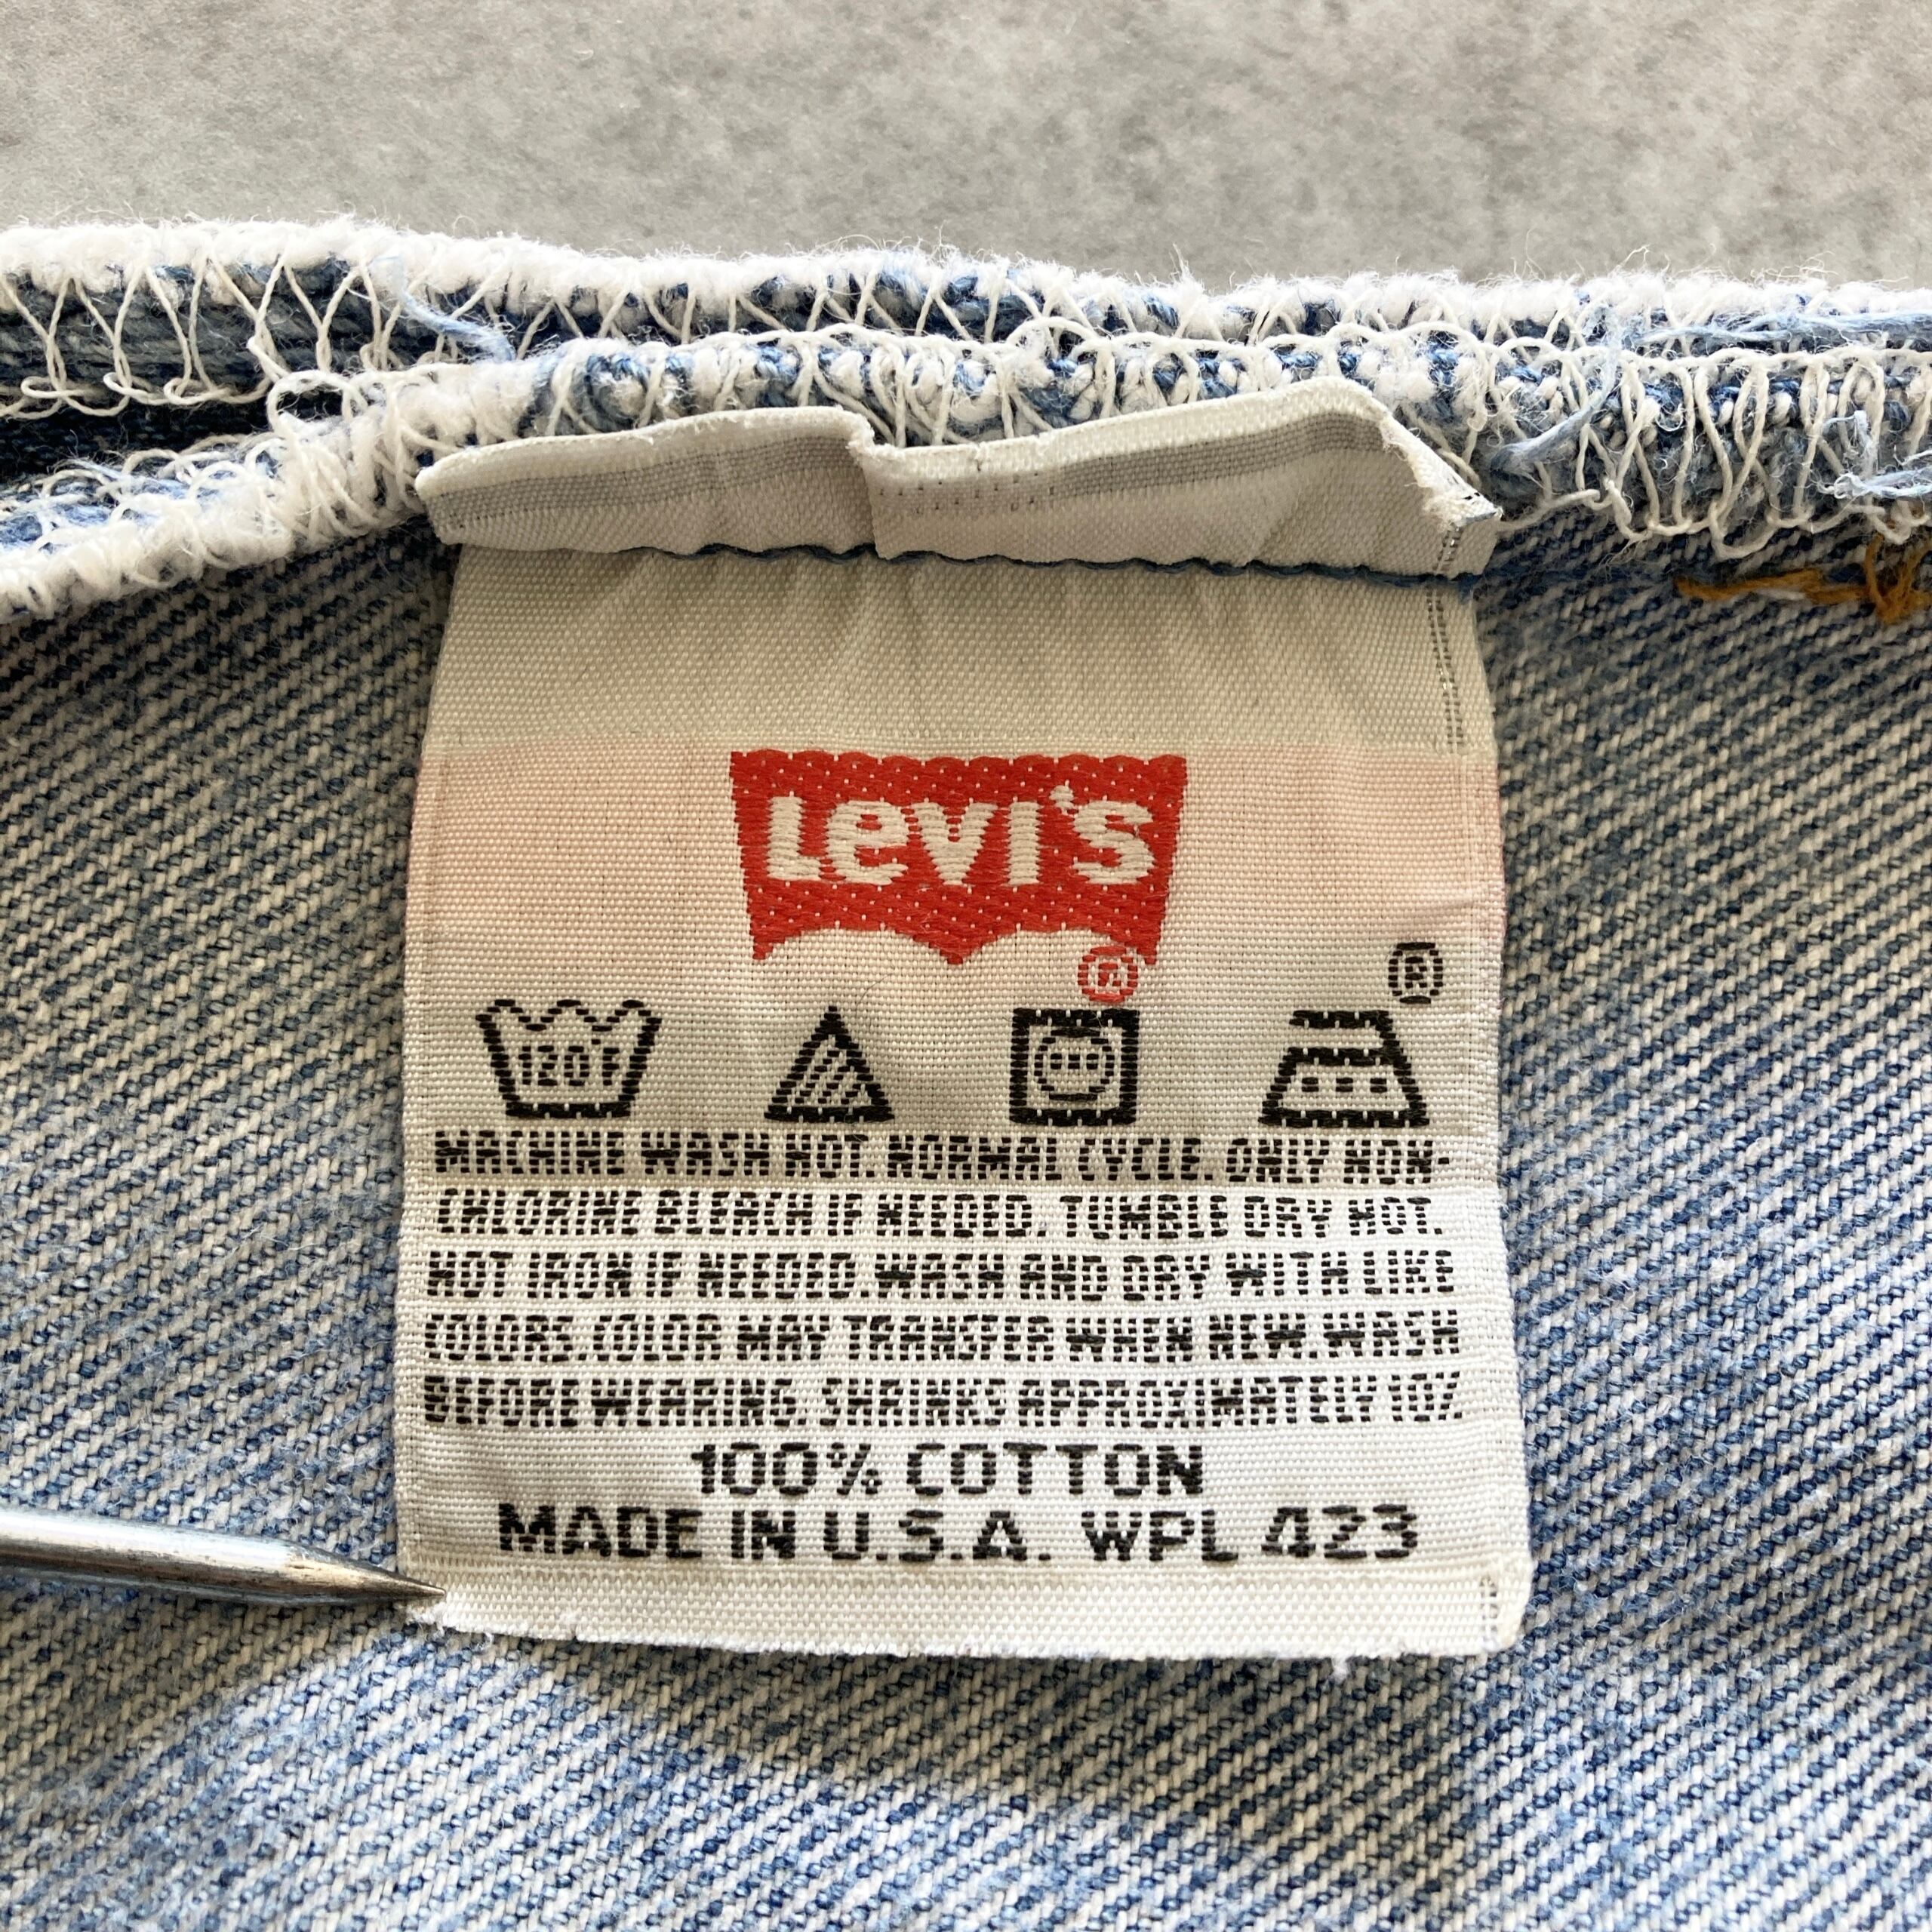 Levi's
®
®
120°F
MACHINE WASH HOT. NORMAL CYCLE. ONLY NON-
CHLORINE BLEACH IF NEEDED. TUMBLE DRY HOT.
HOT IRON IF NEEDED. WASH AND DRY WITH LIKE
COLORS. COLOR MAY TRANSFER WHEN NEW. WASH
BEFORE WEARING. SHRINKS APPROXIMATELY 10%.
100% COTTON
MADE IN U.S.A. WPL 423